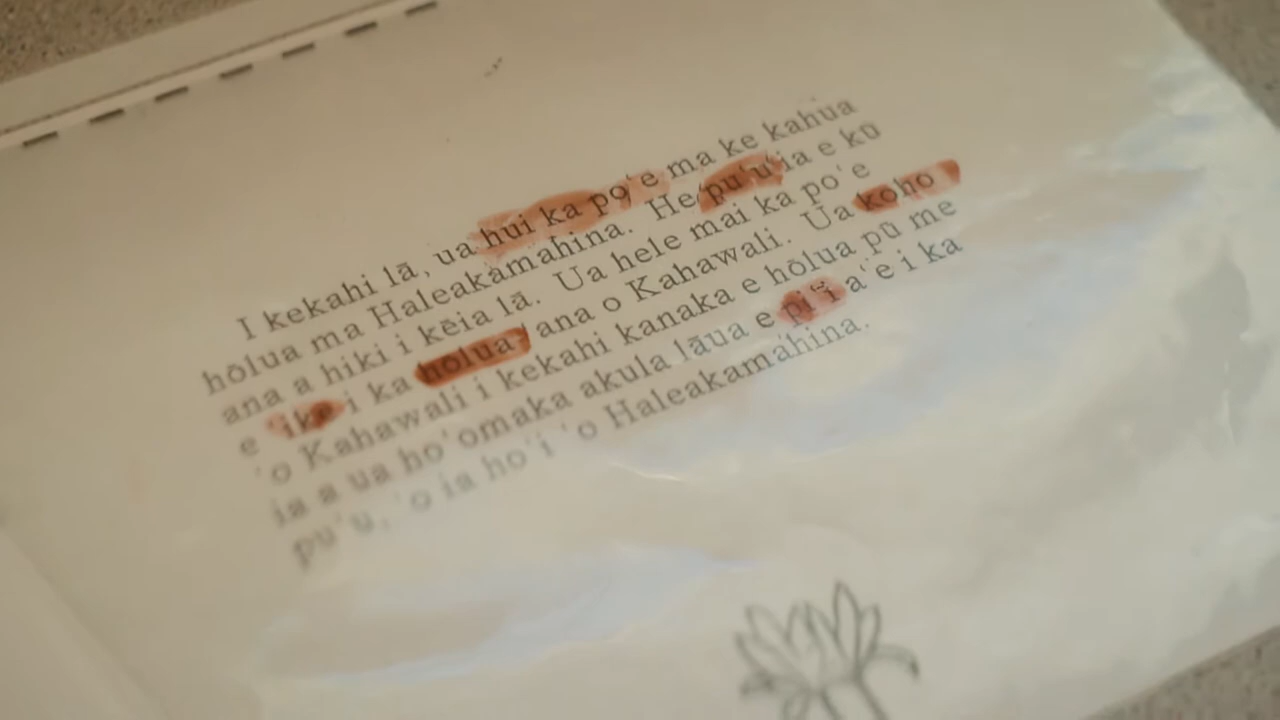 I kekahi lā, ua hui ka po'e ma ke kahua
hōlua ma Haleakamahina. He pu'u ia e kū
ana a hiki i kēia lā. Ua hele mai ka po'e
e 'ike i ka hōlua 'ana o Kahawali. Ua koho
'o Kahawali i kekahi kanaka e hōlua pū me
ia a ua ho'omaka akula lāua e pi'i a'e i ka
pu'u, 'o ia ho'i 'o Haleakamahina.